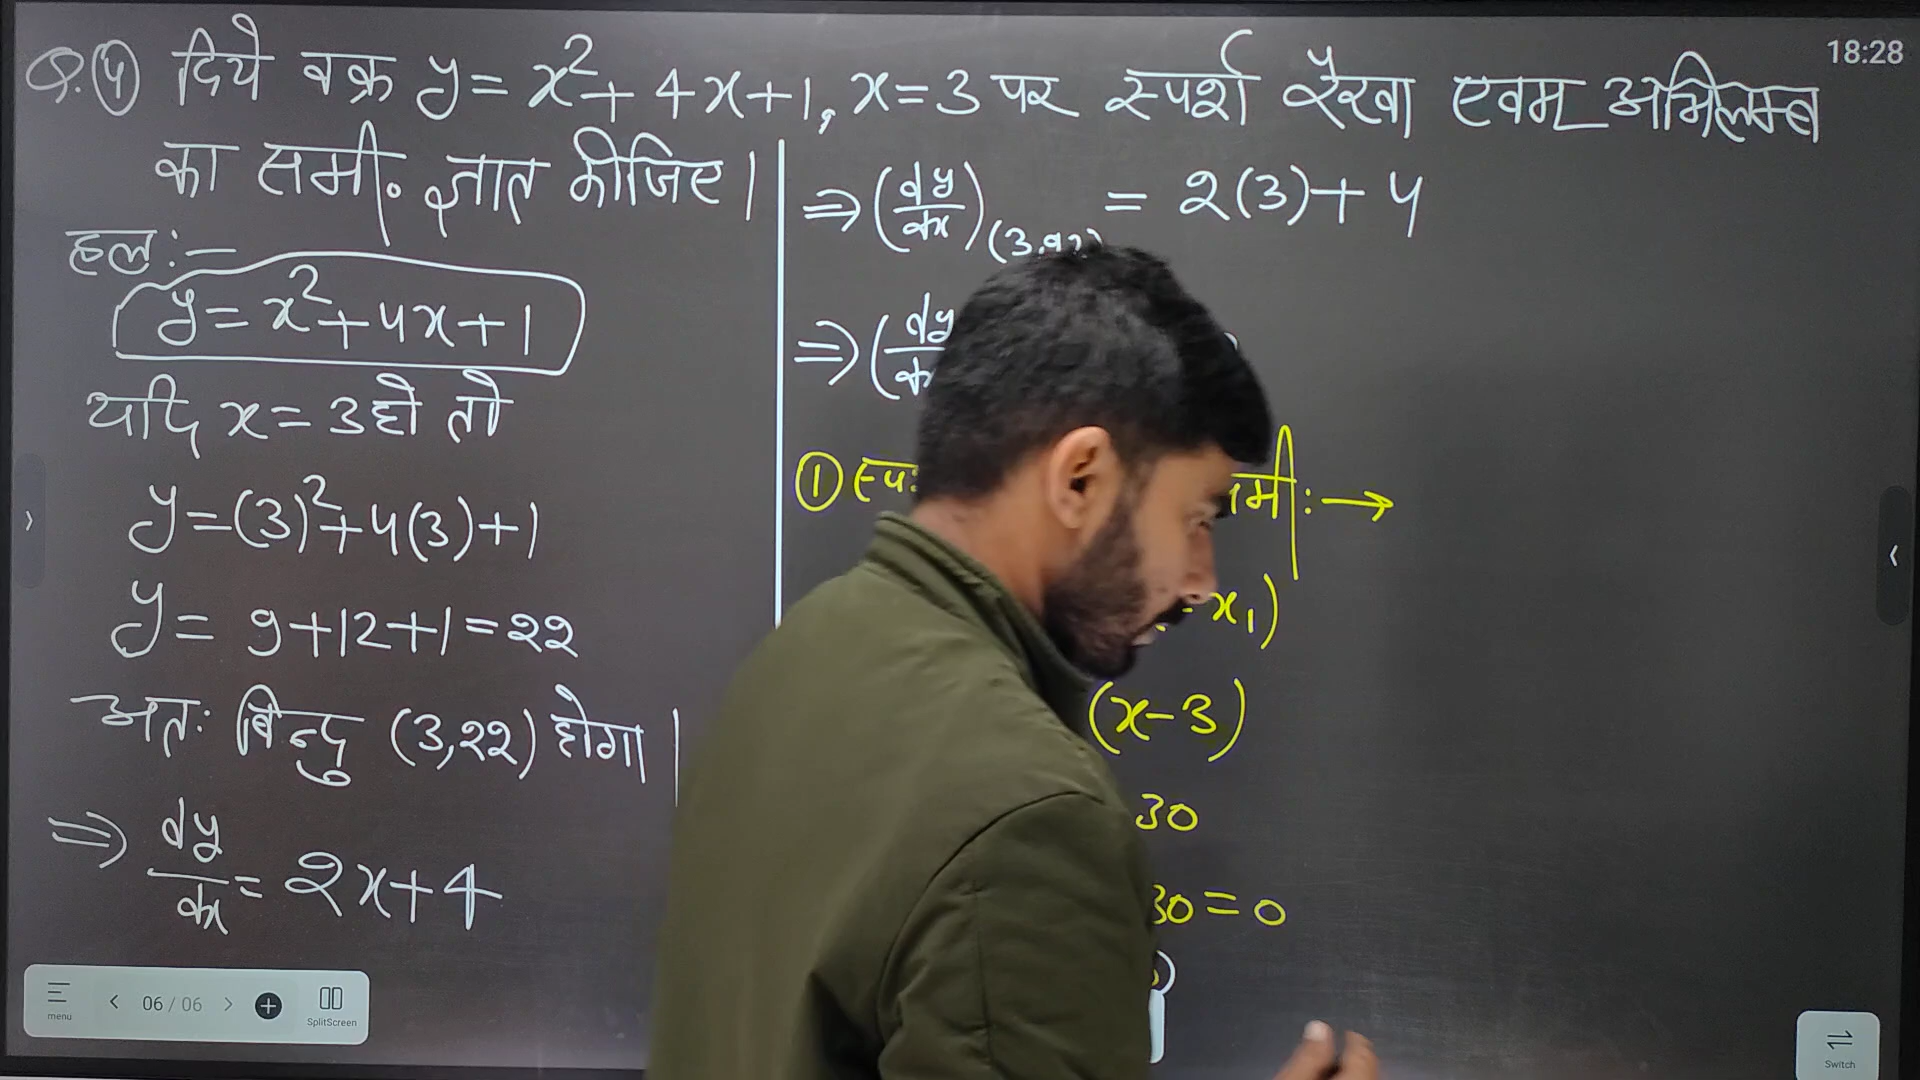 Q.(4) दिये वक्र y = x² + 4x + 1, x = 3 पर स्पर्श रेखा एवम् अभिलम्ब
का समी. ज्ञात कीजिए।
हल :-
y = x² + 4x + 1
यदि x = 3 हो तो
y = (3)² + 4(3) + 1
y = 9 + 12 + 1 = 22
अतः बिन्दु (3,22) होगा।
⇒ dy/dx = 2x + 4
⇒ (dy/dx)(3,22) = 2(3) + 4
⇒ (dy
① समी :→
x₁)
(x - 3)
30
30 = 0
18:28
menu
06 / 06
SplitScreen
Switch